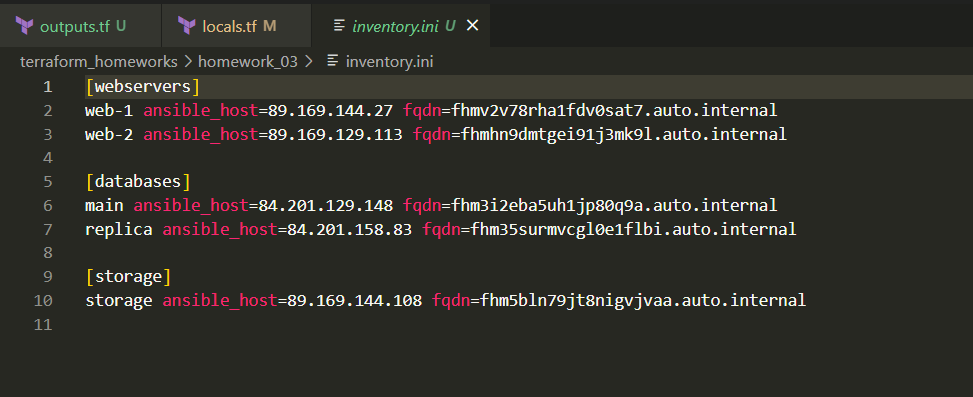 outputs.tf U locals.tf M inventory.ini U
terraform_homeworks > homework_03 > inventory.ini
1 [webservers]
2 web-1 ansible_host=89.169.144.27 fqdn=fhmv2v78rha1fdv0sat7.auto.internal
3 web-2 ansible_host=89.169.129.113 fqdn=fhmhn9dmtgei91j3mk9l.auto.internal
4
5 [databases]
6 main ansible_host=84.201.129.148 fqdn=fhm3i2eba5uh1jp80q9a.auto.internal
7 replica ansible_host=84.201.158.83 fqdn=fhm35surmvcgl0e1flbi.auto.internal
8
9 [storage]
10 storage ansible_host=89.169.144.108 fqdn=fhm5bln79jt8nigvjvaa.auto.internal
11